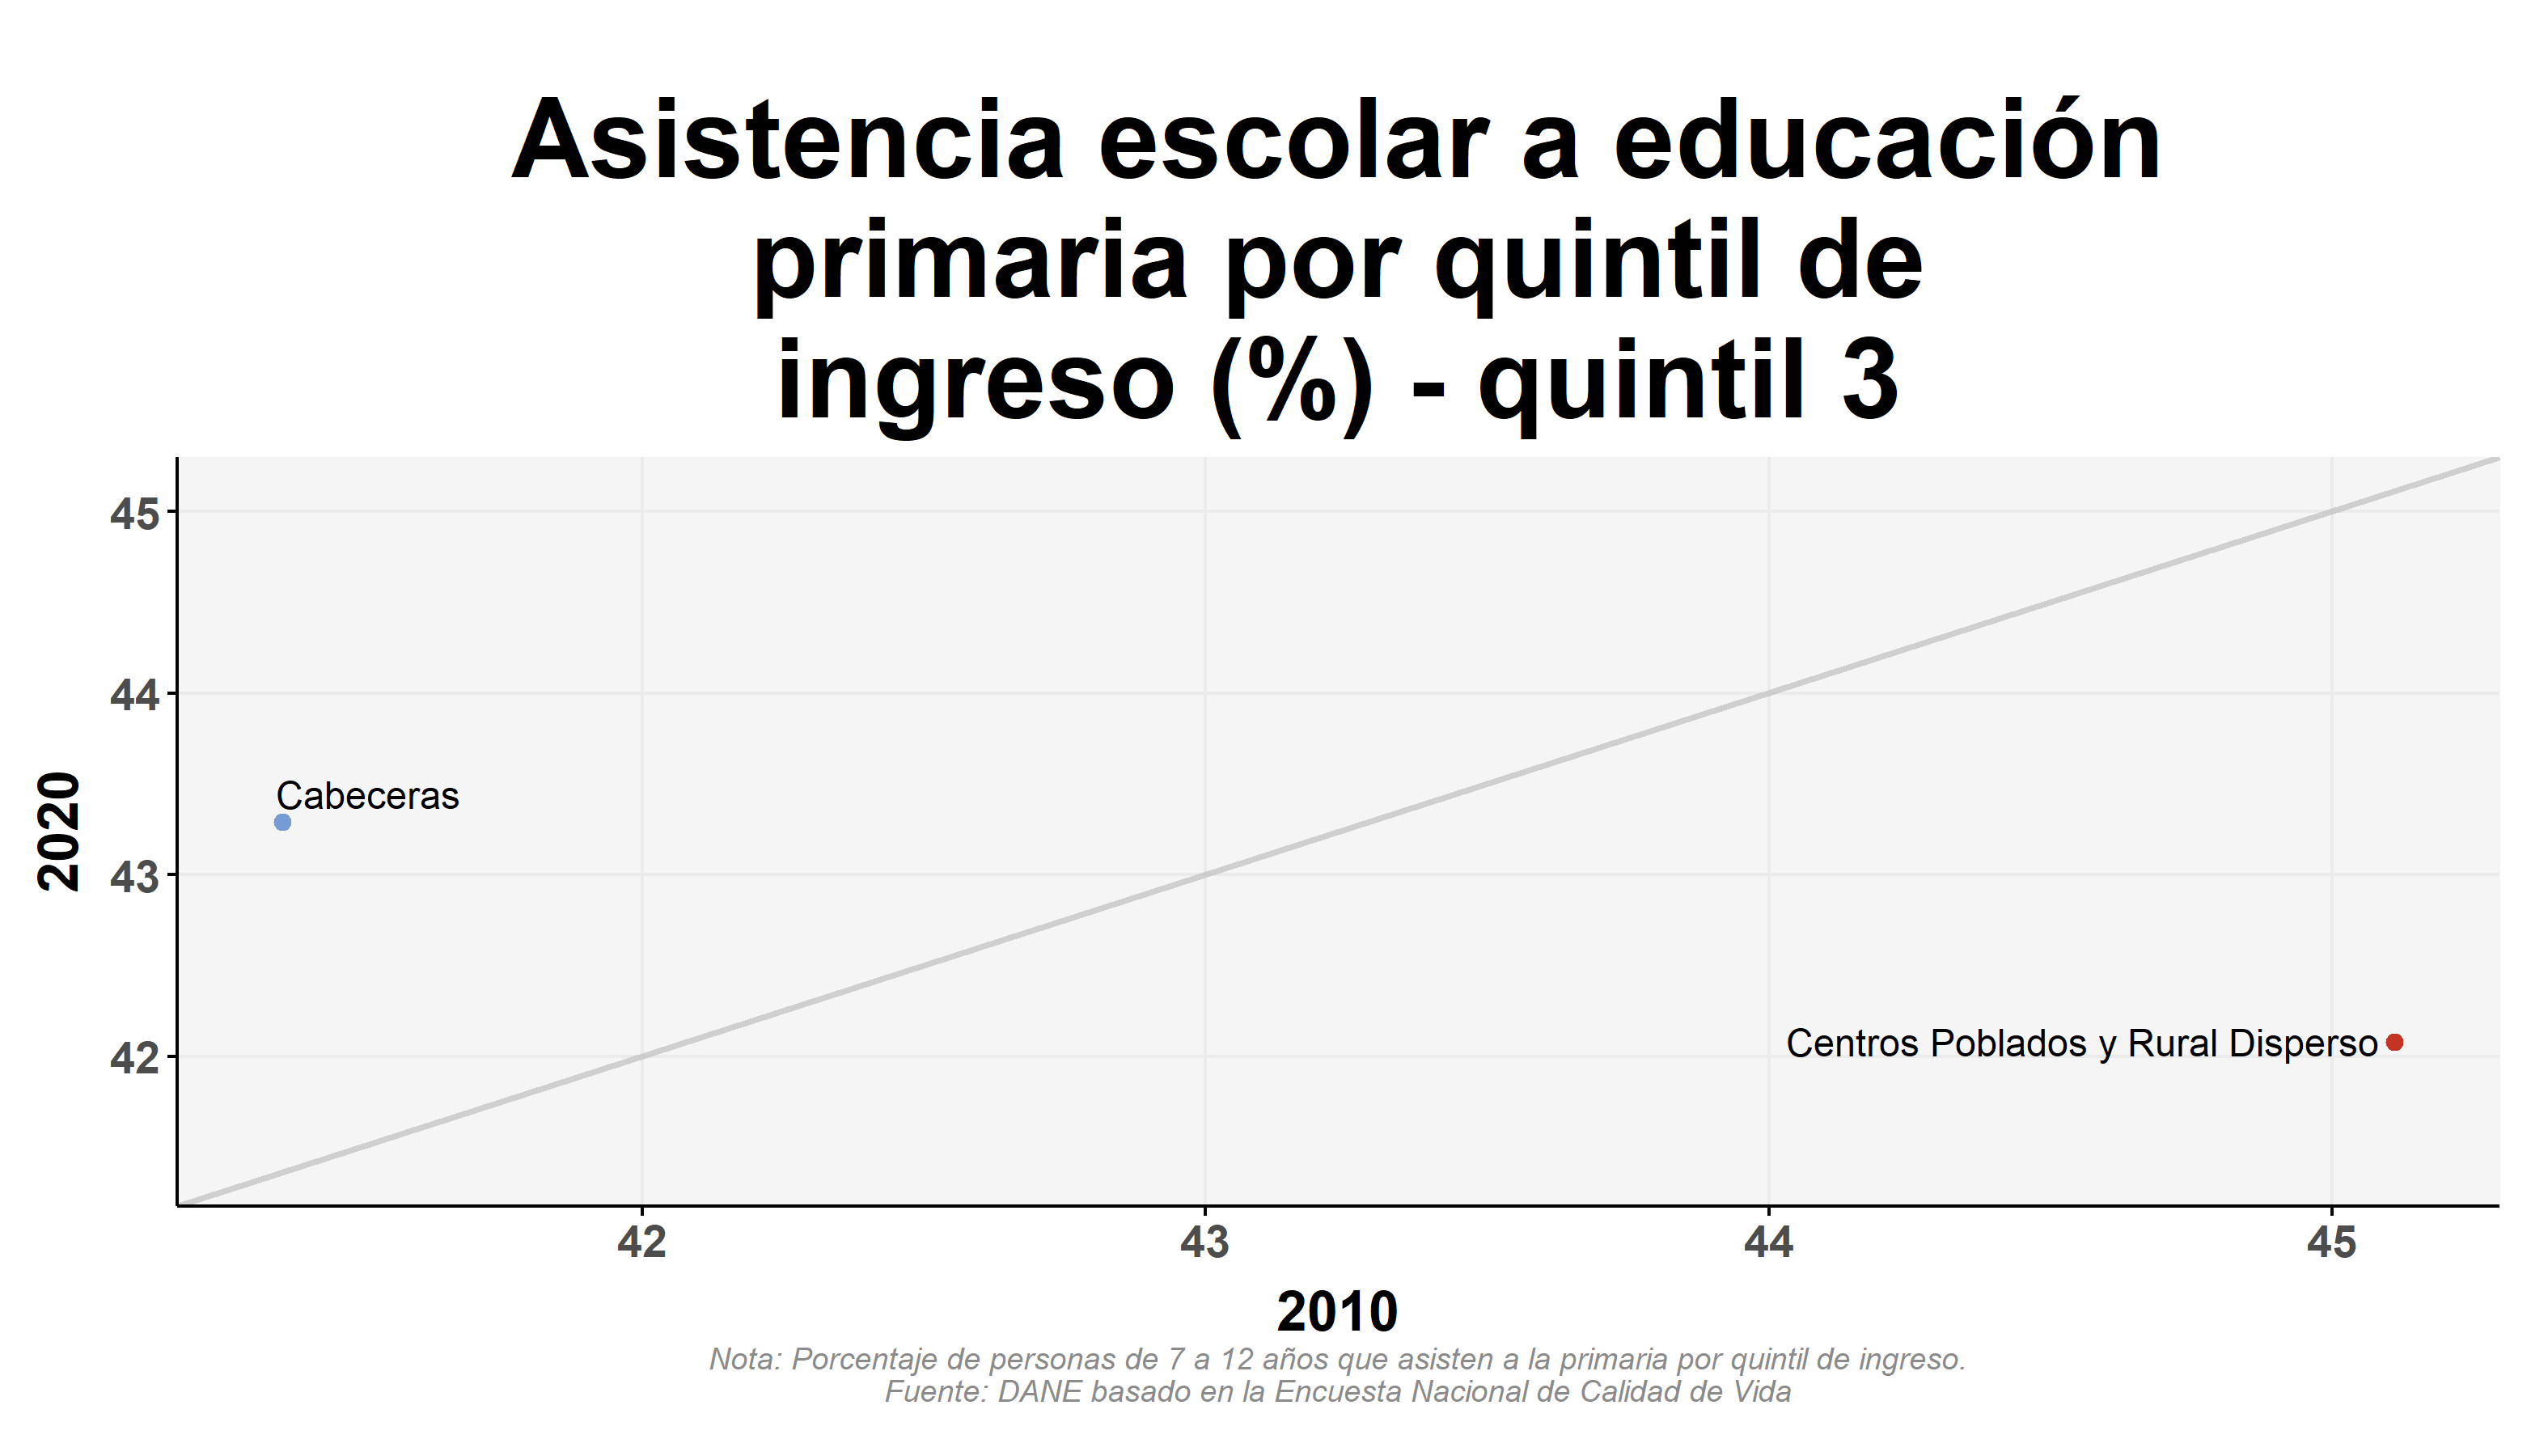 Asistencia escolar a educación
primaria por quintil de
ingreso (%) - quintil 3
45
44
43
42
2020
Cabeceras
Centros Poblados y Rural Disperso
42
43
44
45
2010
Nota: Porcentaje de personas de 7 a 12 años que asisten a la primaria por quintil de ingreso.
Fuente: DANE basado en la Encuesta Nacional de Calidad de Vida